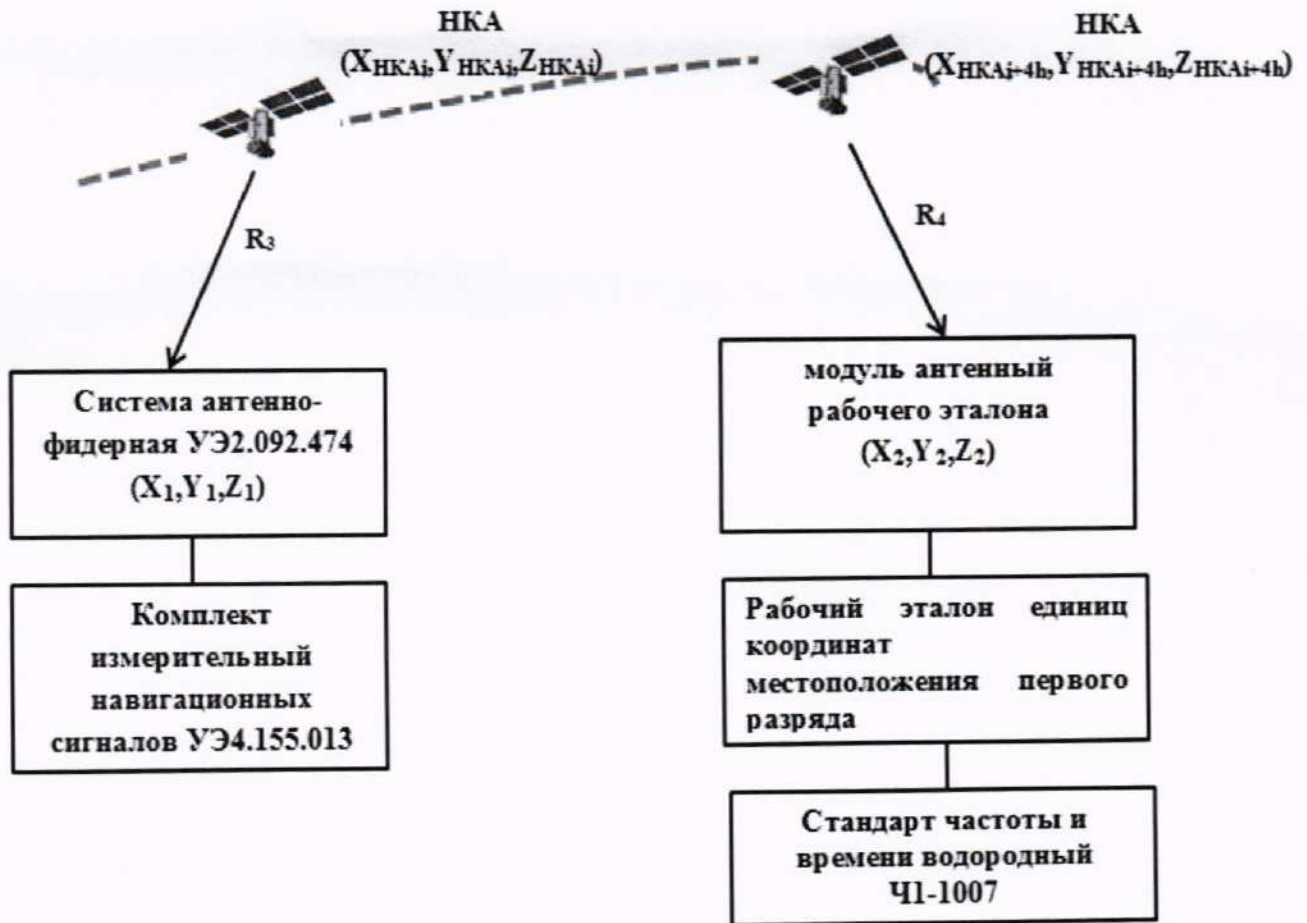 НКА
(XНКАi,YНКАi,ZНКАi)
НКА
(XНКАi+4h,YНКАi+4h,ZНКАi+4h)
R3
R4
Система антенно-
фидерная УЭ2.092.474
(X1,Y1,Z1)
Комплект
измерительный
навигационных
сигналов УЭ4.155.013
модуль антенный
рабочего эталона
(X2,Y2,Z2)
Рабочий эталон единиц
координат
местоположения первого
разряда
Стандарт частоты и
времени водородный
Ч1-1007